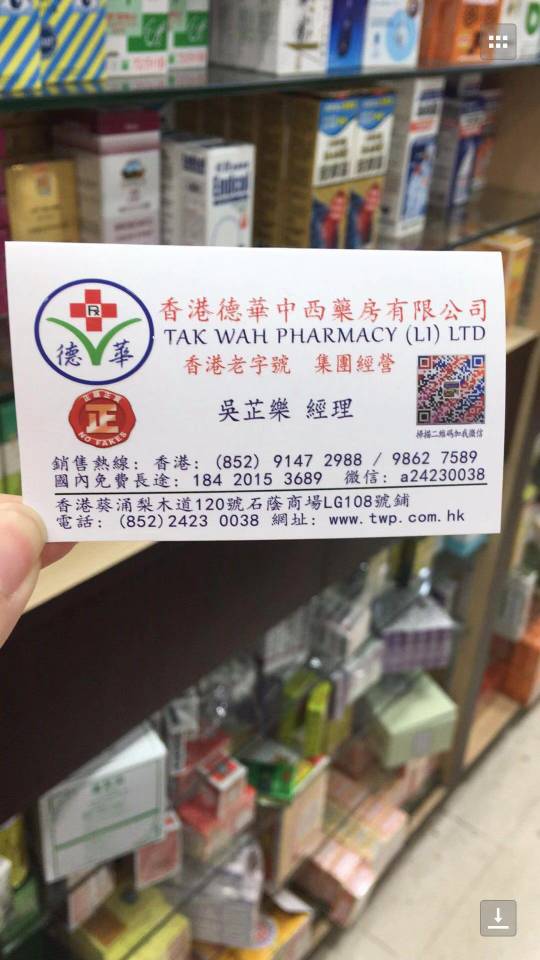 Endical
香港德華中西藥房有限公司
TAK WAH PHARMACY (LI) LTD
香港老字號 集團經營
R
德 華
正
NO FAKES
吳芷樂 經理
掃描二維碼加我微信
銷售熱線: 香港: (852) 9147 2988 / 9862 7589
國內免費長途: 184 2015 3689 微信: a24230038
香港葵涌梨木道120號石蔭商場LG108號鋪
電話: (852)2423 0038 網址: www.twp.com.hk